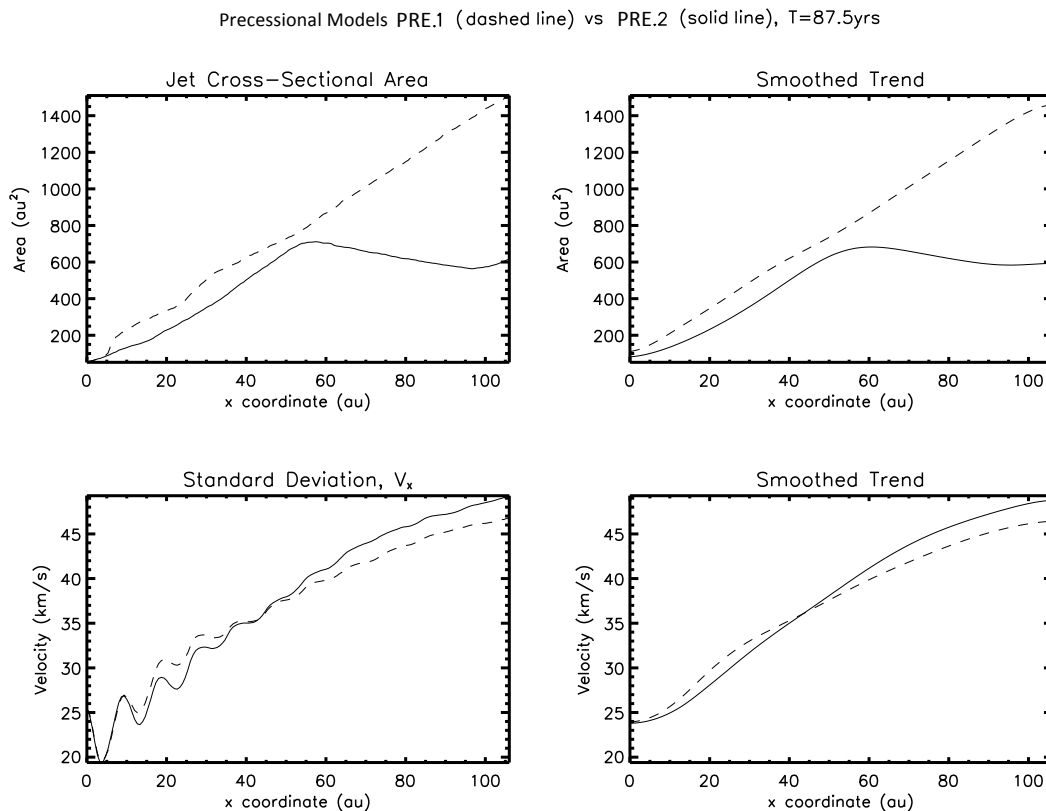 Precessional Models PRE.1 (dashed line) vs PRE.2 (solid line), T=87.5yrs
Jet Cross-Sectional Area
Area (au²)
1400
1200
1000
800
600
400
200
0 20 40 60 80 100
x coordinate (au)
Smoothed Trend
Area (au²)
1400
1200
1000
800
600
400
200
0 20 40 60 80 100
x coordinate (au)
Standard Deviation, Vₓ
Velocity (km/s)
45
40
35
30
25
20
0 20 40 60 80 100
x coordinate (au)
Smoothed Trend
Velocity (km/s)
45
40
35
30
25
20
0 20 40 60 80 100
x coordinate (au)